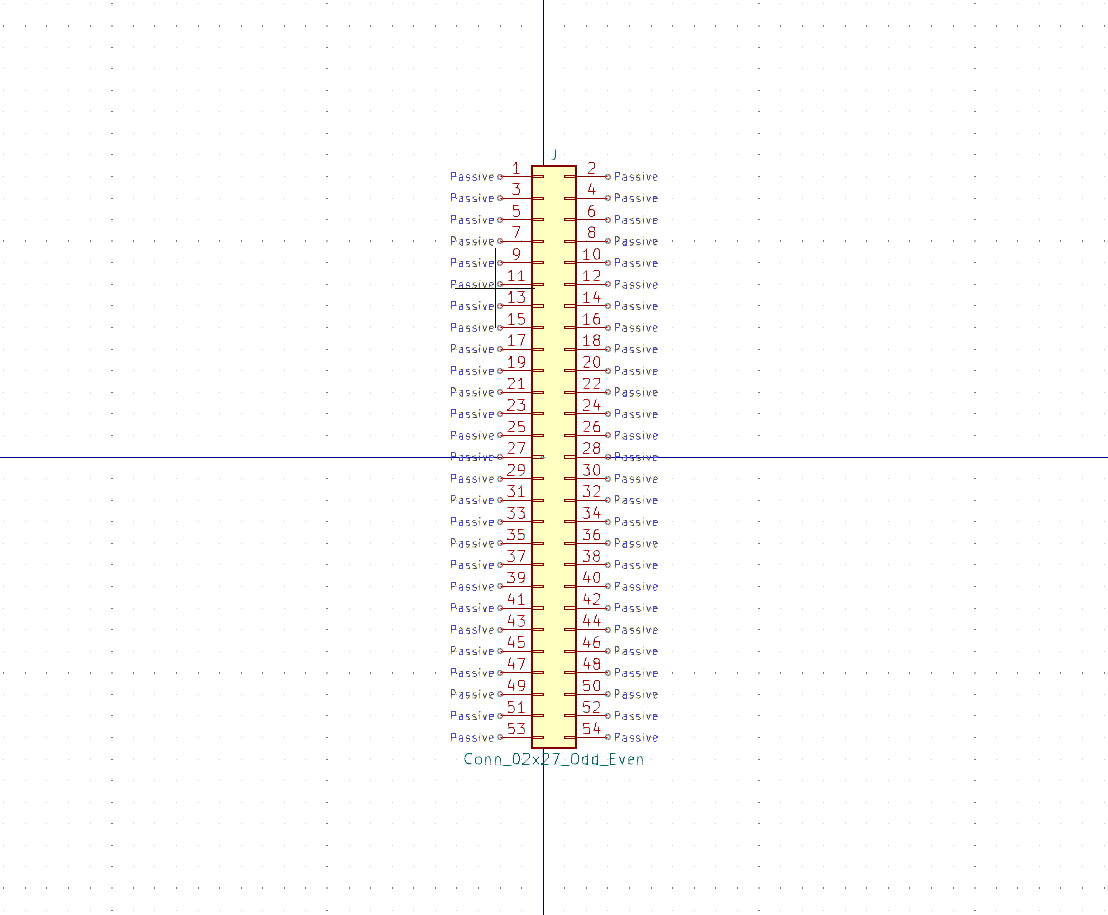 J
Passive 1 2 Passive
Passive 3 4 Passive
Passive 5 6 Passive
Passive 7 8 Passive
Passive 9 10 Passive
Passive 11 12 Passive
Passive 13 14 Passive
Passive 15 16 Passive
Passive 17 18 Passive
Passive 19 20 Passive
Passive 21 22 Passive
Passive 23 24 Passive
Passive 25 26 Passive
Passive 27 28 Passive
Passive 29 30 Passive
Passive 31 32 Passive
Passive 33 34 Passive
Passive 35 36 Passive
Passive 37 38 Passive
Passive 39 40 Passive
Passive 41 42 Passive
Passive 43 44 Passive
Passive 45 46 Passive
Passive 47 48 Passive
Passive 49 50 Passive
Passive 51 52 Passive
Passive 53 54 Passive
Conn_02x27_Odd_Even